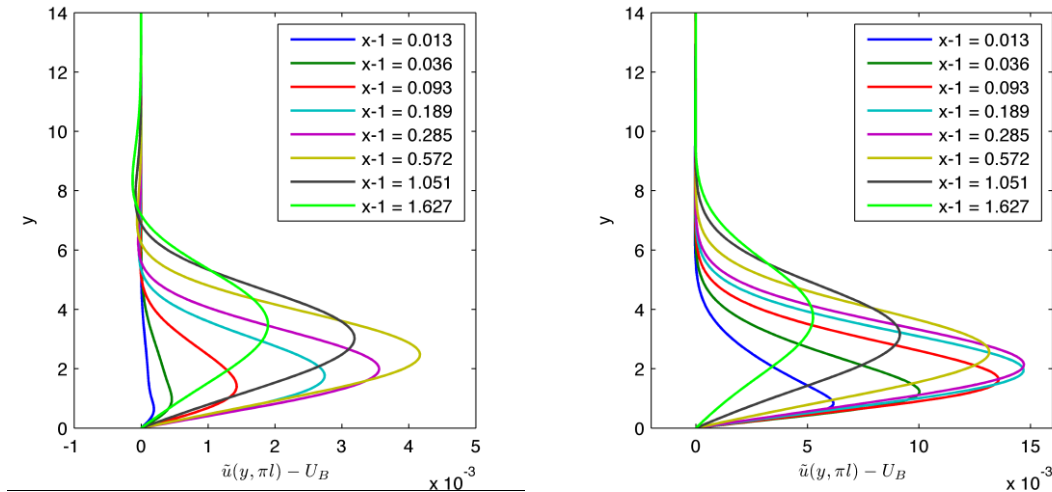 14
12
10
8
6
4
2
0
y
x-1 = 0.013
x-1 = 0.036
x-1 = 0.093
x-1 = 0.189
x-1 = 0.285
x-1 = 0.572
x-1 = 1.051
x-1 = 1.627
-1 0 1 2 3 4 5
ũ(y, πl) − U_B
x 10⁻³
14
12
10
8
6
4
2
0
y
x-1 = 0.013
x-1 = 0.036
x-1 = 0.093
x-1 = 0.189
x-1 = 0.285
x-1 = 0.572
x-1 = 1.051
x-1 = 1.627
0 5 10 15
ũ(y, πl) − U_B
x 10⁻³